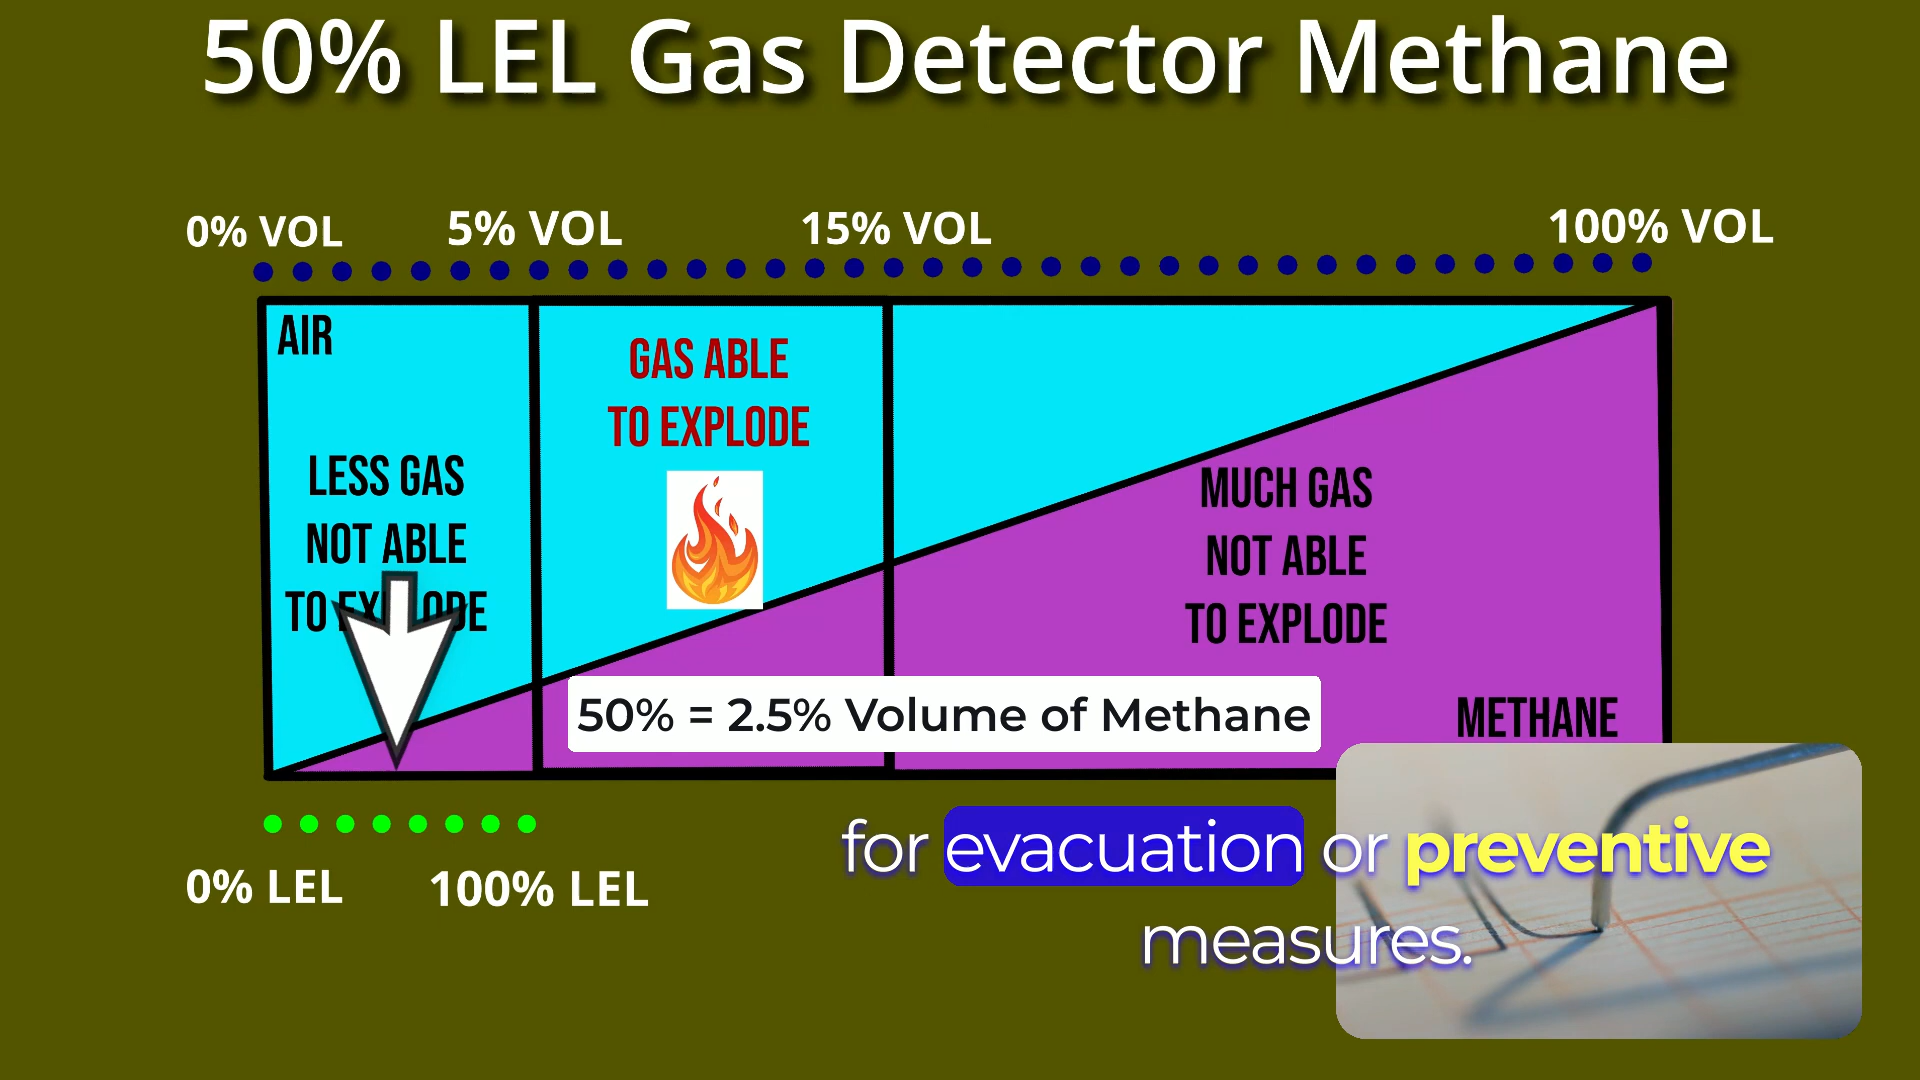 50% LEL Gas Detector Methane
0% VOL
5% VOL
15% VOL
100% VOL
AIR
LESS GAS
NOT ABLE
TO EXPLODE
GAS ABLE
TO EXPLODE
MUCH GAS
NOT ABLE
TO EXPLODE
50% = 2.5% Volume of Methane
METHANE
0% LEL
100% LEL
for evacuation or preventive
measures.